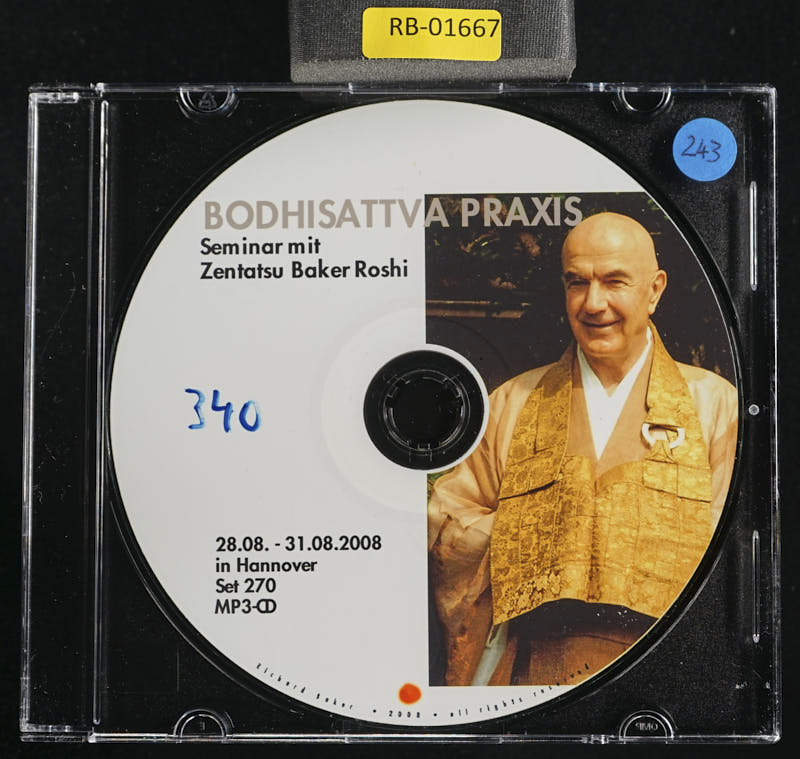 RB-01667
243
BODHISATTVA PRAXIS
Seminar mit
Zentatsu Baker Roshi
340
28.08. - 31.08.2008
in Hannover
Set 270
MP3-CD
Richard Baker • 2008 • all rights reserved